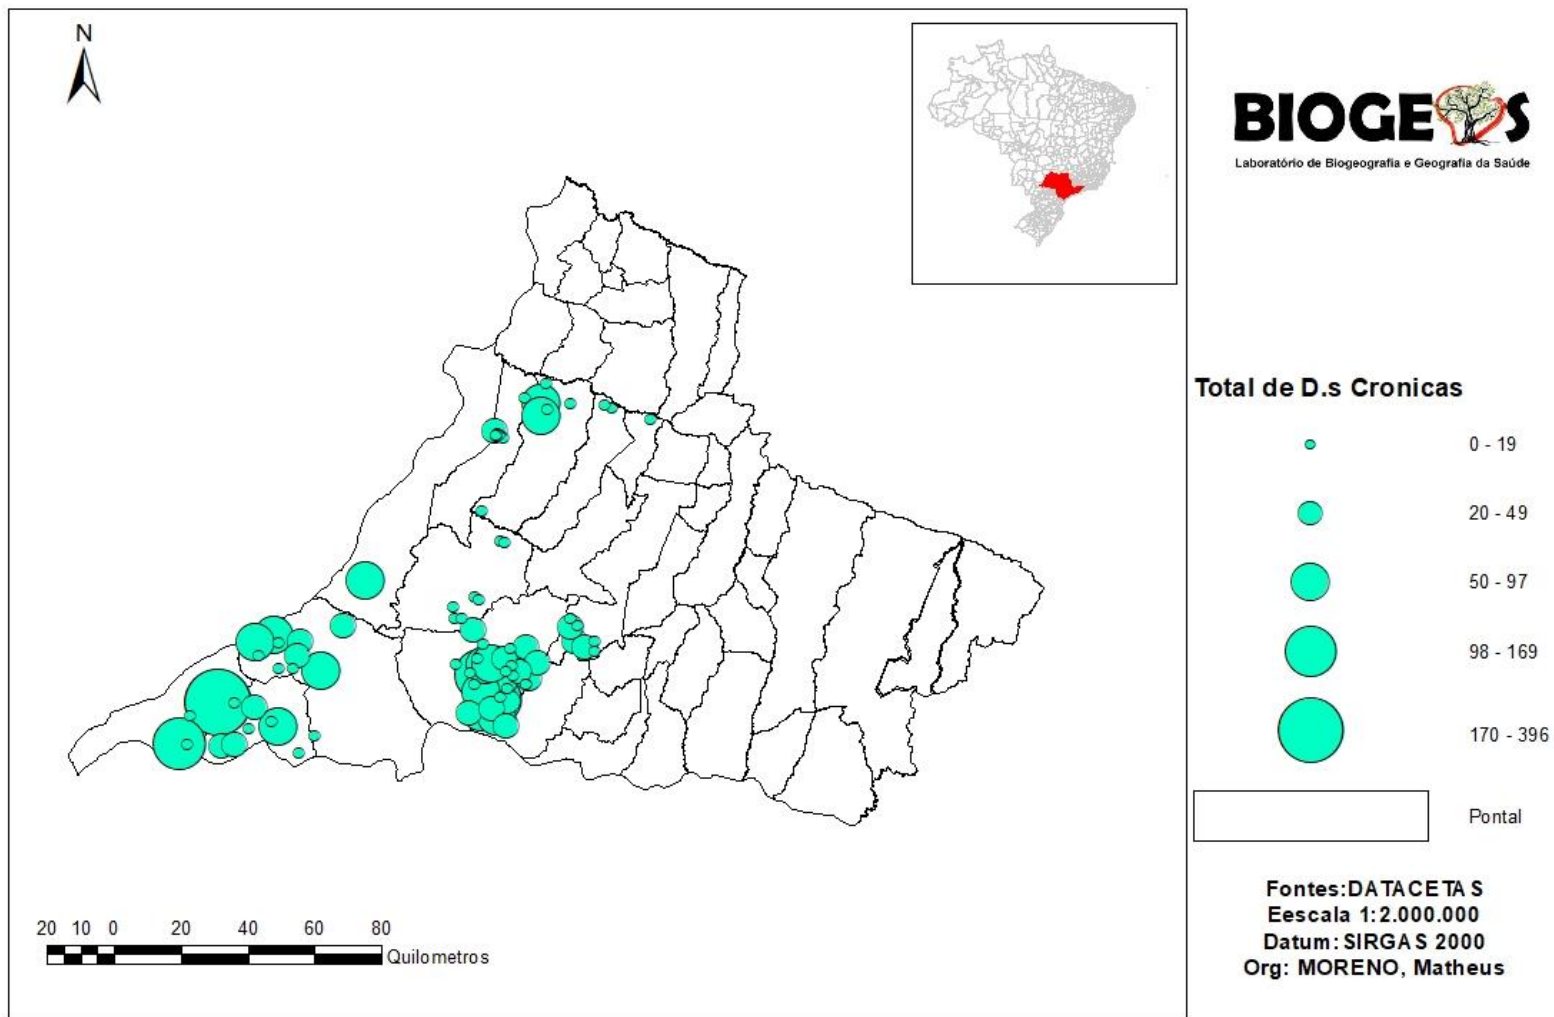 N
BIOGEOS
Laboratório de Biogeografia e Geografia da Saúde
Total de D.s Cronicas
0 - 19
20 - 49
50 - 97
98 - 169
170 - 396
Pontal
Fontes:DATACETAS
Eescala 1:2.000.000
Datum: SIRGAS 2000
Org: MORENO, Matheus
20 10 0 20 40 60 80
Quilometros